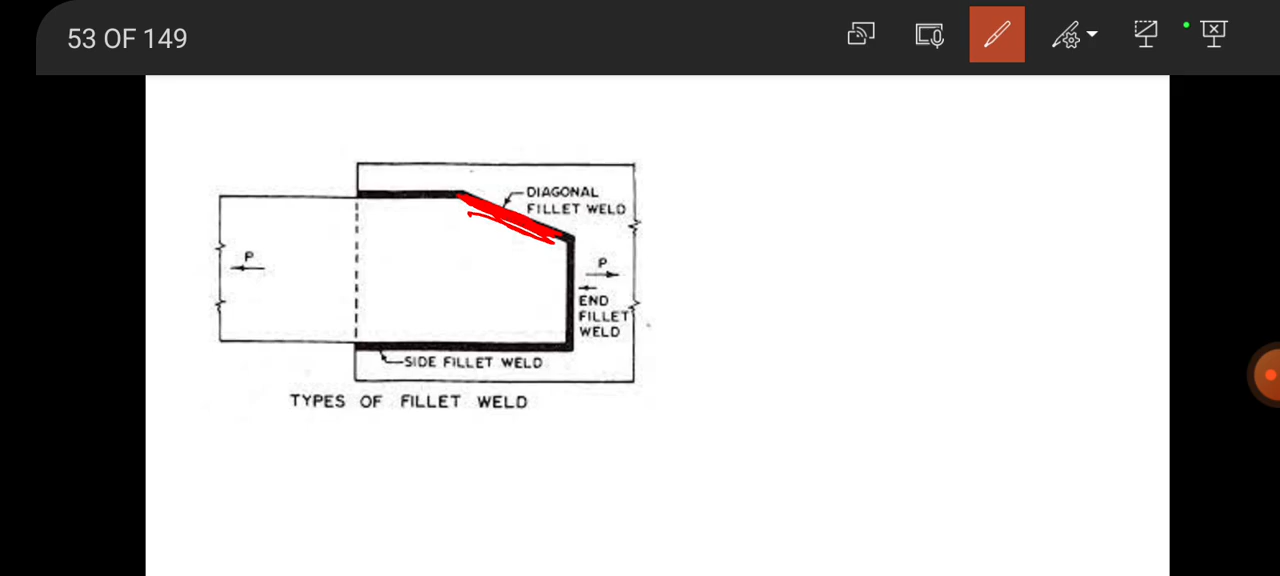 53 OF 149
DIAGONAL
FILLET WELD
P
P
END
FILLET
WELD
SIDE FILLET WELD
TYPES OF FILLET WELD